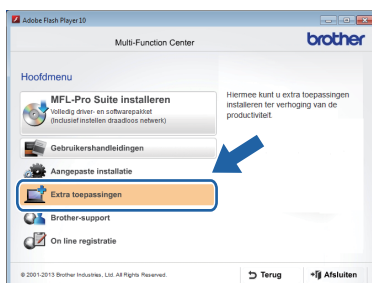 Adobe Flash Player 10
Multi-Function Center
brother
Hoofdmenu
MFL-Pro Suite installeren
Volledig driver- en softwarepakket
(Inclusief instellen draadloos netwerk)
Gebruikershandleidingen
Aangepaste installatie
Extra toepassingen
Brother-support
On line registratie
Hiermee kunt u extra toepassingen
installeren ter verhoging van de
productiviteit.
© 2001-2013 Brother Industries, Ltd. All Rights Reserved.
Terug
Afsluiten